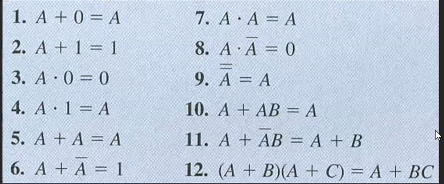 1. A + 0 = A
2. A + 1 = 1
3. A · 0 = 0
4. A · 1 = A
5. A + A = A
6. A + A̅ = 1
7. A · A = A
8. A · A̅ = 0
9. A̿ = A
10. A + AB = A
11. A + A̅B = A + B
12. (A + B)(A + C) = A + BC